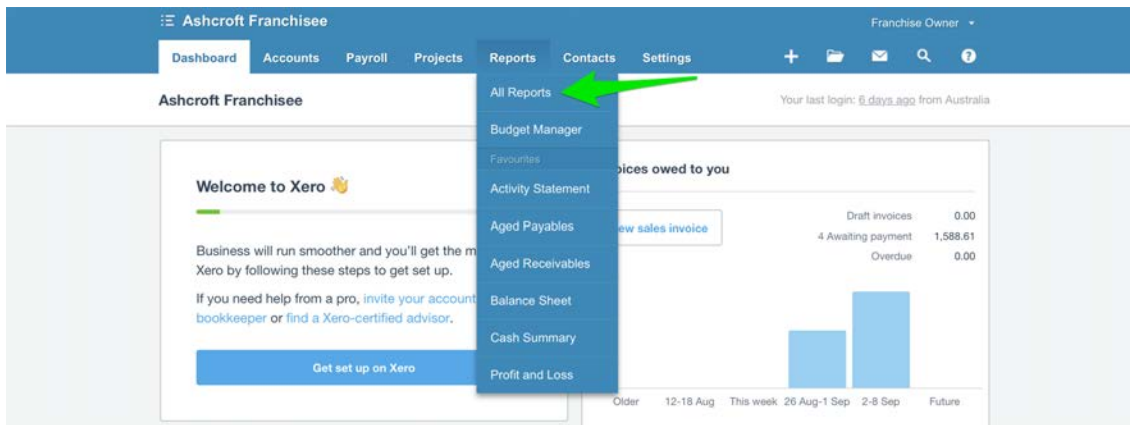 Ashcroft Franchisee
Franchise Owner
Dashboard Accounts Payroll Projects Reports Contacts Settings
All Reports
Budget Manager
Favourites
Activity Statement
Aged Payables
Aged Receivables
Balance Sheet
Cash Summary
Profit and Loss
Ashcroft Franchisee
Your last login: 6 days ago from Australia
Welcome to Xero
Business will run smoother and you'll get the m
Xero by following these steps to get set up.
If you need help from a pro, invite your account
bookkeeper or find a Xero-certified advisor.
Get set up on Xero
oices owed to you
ew sales invoice
Draft invoices 0.00
4 Awaiting payment 1,588.61
Overdue 0.00
Older 12-18 Aug This week 26 Aug-1 Sep 2-8 Sep Future